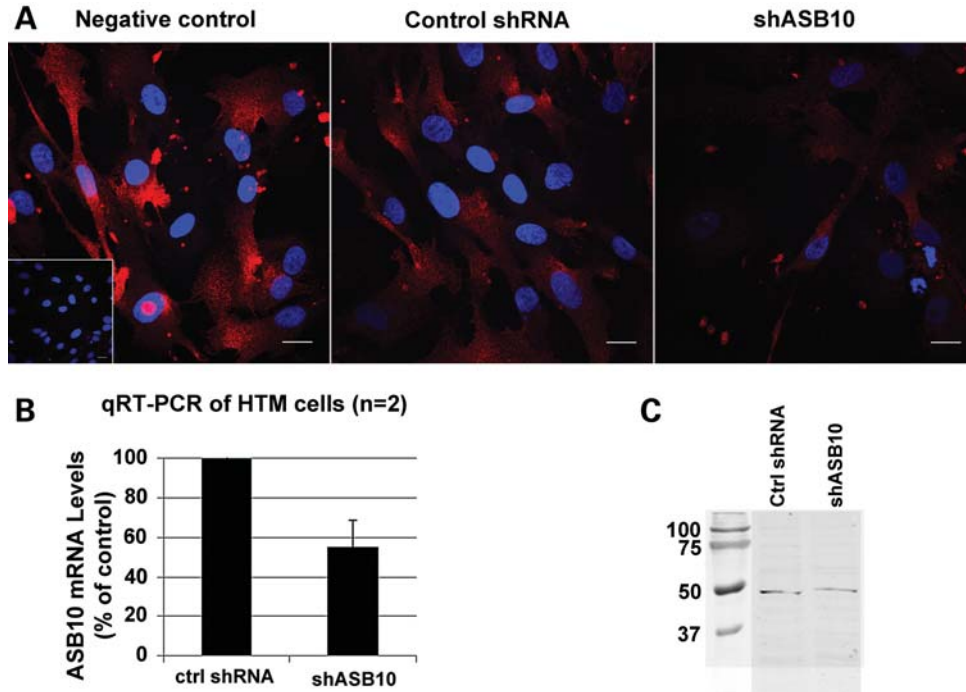 A
Negative control
Control shRNA
shASB10
B
qRT-PCR of HTM cells (n=2)
ASB10 mRNA Levels
(% of control)
100
80
60
40
20
0
ctrl shRNA
shASB10
C
Ctrl shRNA
shASB10
100
75
50
37